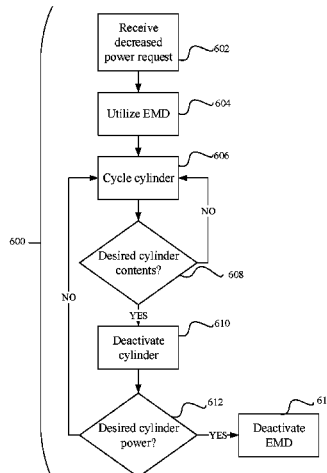 Receive
decreased
power request
602
Utilize EMD
604
606
Cycle cylinder
NO
600
Desired cylinder
contents?
608
NO
YES
610
Deactivate
cylinder
612
Desired cylinder
power?
YES
61
Deactivate
EMD